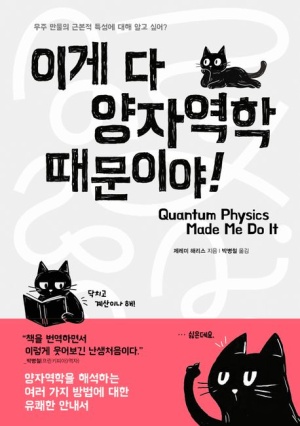 우주 만물의 근본적 특성에 대해 알고 싶어?
이게 다
양자역학
때문이야!
Quantum Physics
Made Me Do It
제레미 해리스 지음 | 박병철 옮김
닥치고
계산이나 해!
“책을 번역하면서
이렇게 웃어보긴 난생처음이다.”
… 싫은데요.
양자역학을 해석하는
여러 가지 방법에 대한
유쾌한 안내서